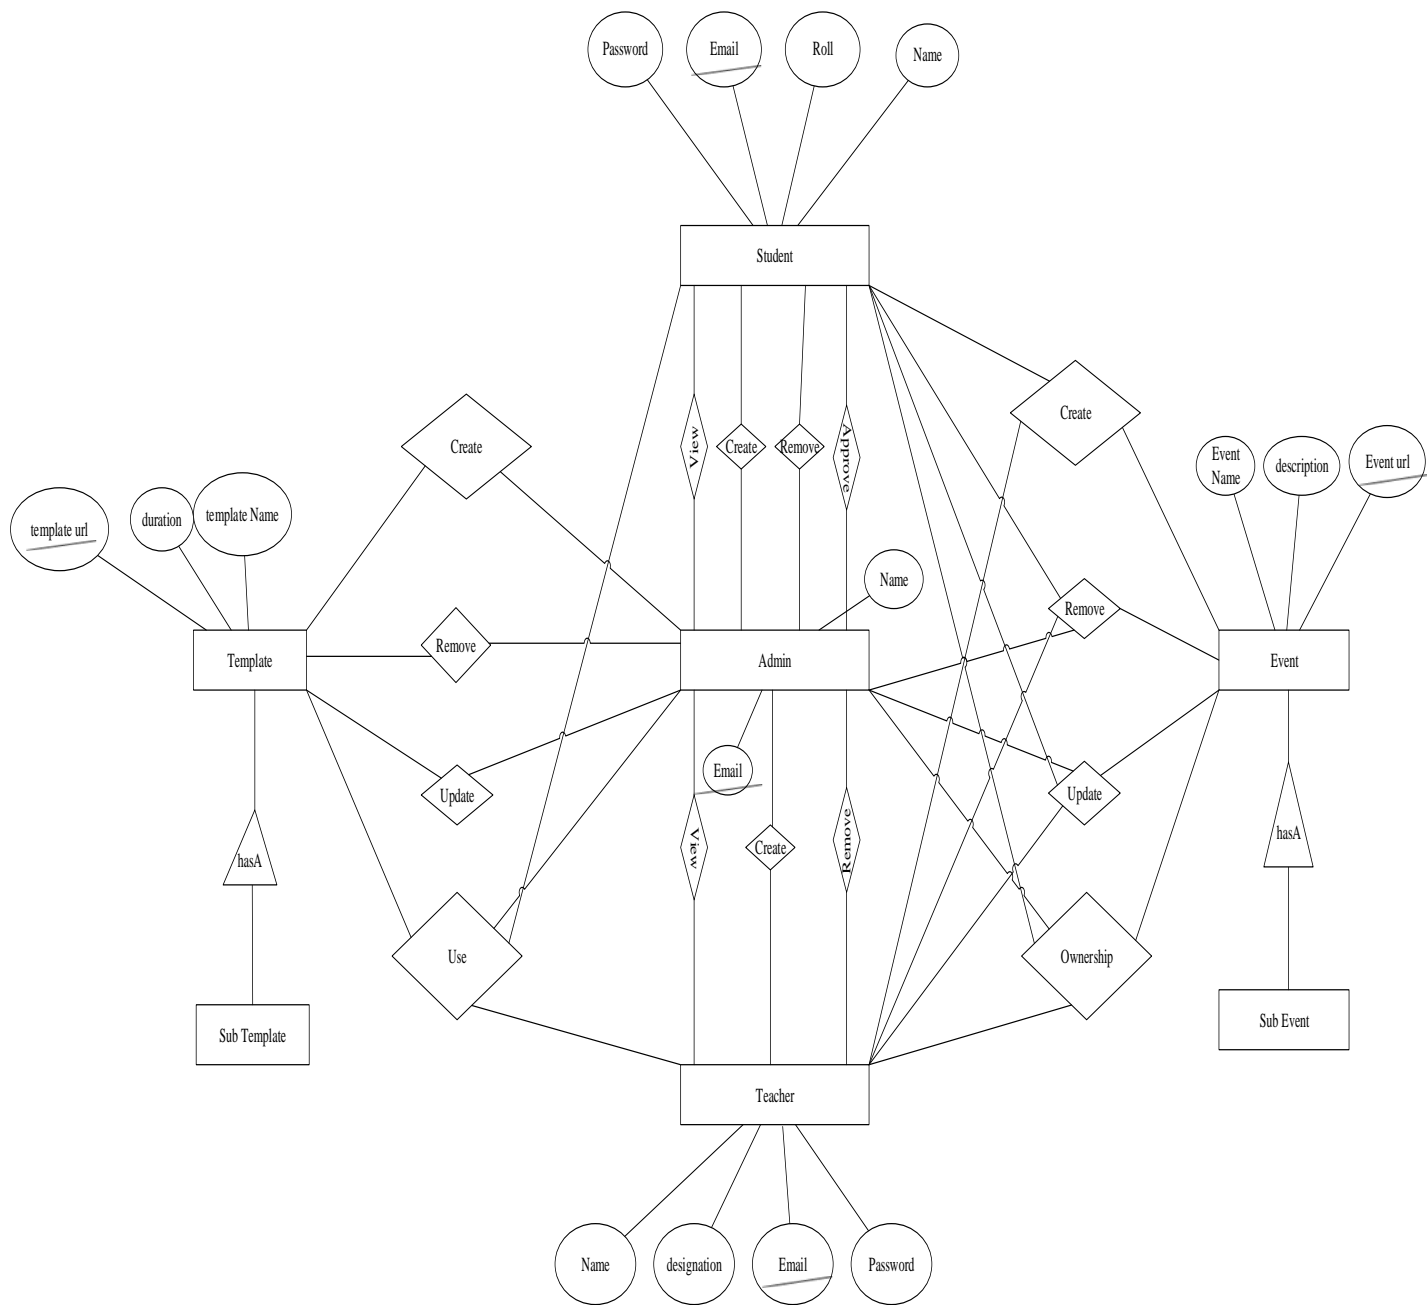 Password
Email
Roll
Name
Student
Create
View
Create
Remove
Approve
Create
template url
duration
template Name
Event
Name
description
Event url
Name
Remove
Remove
Template
Admin
Event
Email
Update
Update
hasA
View
Create
Remove
hasA
Use
Ownership
Sub Template
Sub Event
Teacher
Name
designation
Email
Password